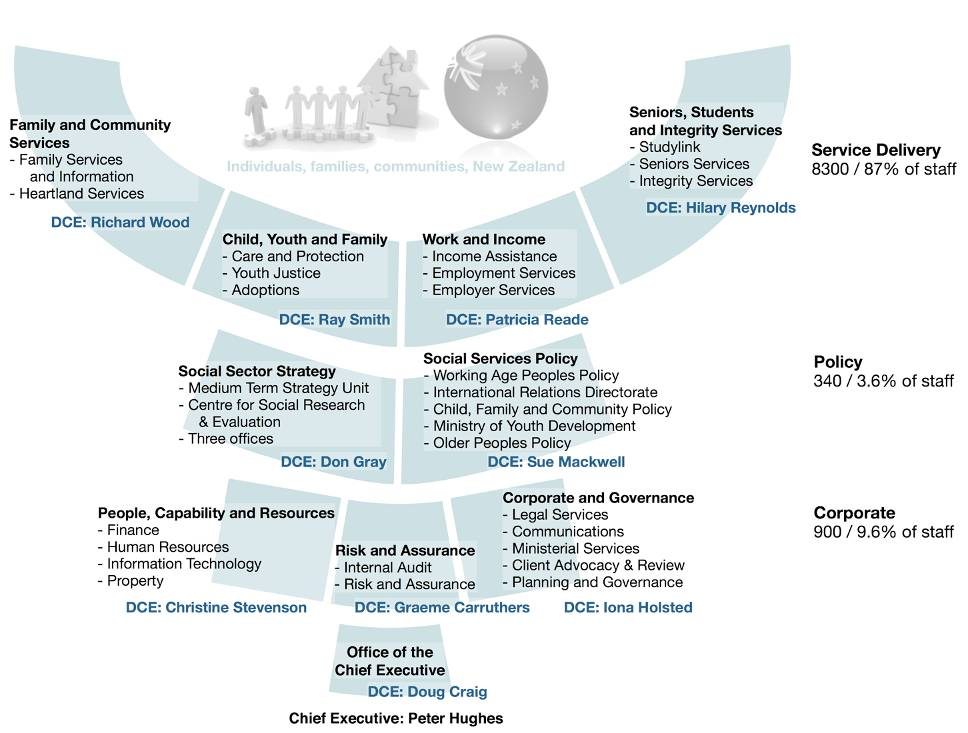 Individuals, families, communities, New Zealand
Family and Community
Services
- Family Services
and Information
- Heartland Services
DCE: Richard Wood
Child, Youth and Family
- Care and Protection
- Youth Justice
- Adoptions
DCE: Ray Smith
Work and Income
- Income Assistance
- Employment Services
- Employer Services
DCE: Patricia Reade
Seniors, Students
and Integrity Services
- Studylink
- Seniors Services
- Integrity Services
DCE: Hilary Reynolds
Service Delivery
8300 / 87% of staff
Social Sector Strategy
- Medium Term Strategy Unit
- Centre for Social Research
& Evaluation
- Three offices
DCE: Don Gray
Social Services Policy
- Working Age Peoples Policy
- International Relations Directorate
- Child, Family and Community Policy
- Ministry of Youth Development
- Older Peoples Policy
DCE: Sue Mackwell
Policy
340 / 3.6% of staff
People, Capability and Resources
- Finance
- Human Resources
- Information Technology
- Property
DCE: Christine Stevenson
Risk and Assurance
- Internal Audit
- Risk and Assurance
DCE: Graeme Carruthers
Corporate and Governance
- Legal Services
- Communications
- Ministerial Services
- Client Advocacy & Review
- Planning and Governance
DCE: Iona Holsted
Corporate
900 / 9.6% of staff
Office of the
Chief Executive
DCE: Doug Craig
Chief Executive: Peter Hughes